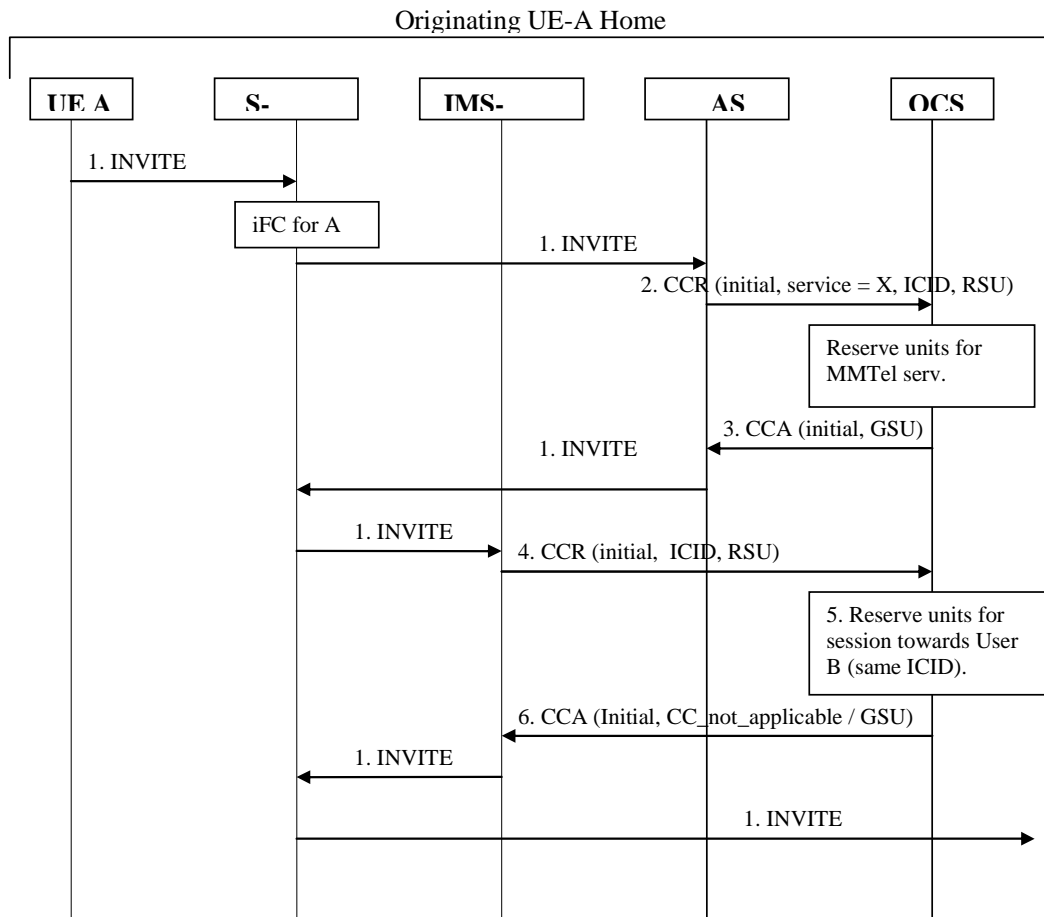 Originating UE-A Home
UE A
S-
IMS-
AS
OCS
1. INVITE
iFC for A
1. INVITE
2. CCR (initial, service = X, ICID, RSU)
Reserve units for
MMTel serv.
3. CCA (initial, GSU)
1. INVITE
1. INVITE
4. CCR (initial, ICID, RSU)
5. Reserve units for
session towards User
B (same ICID).
6. CCA (Initial, CC_not_applicable / GSU)
1. INVITE
1. INVITE